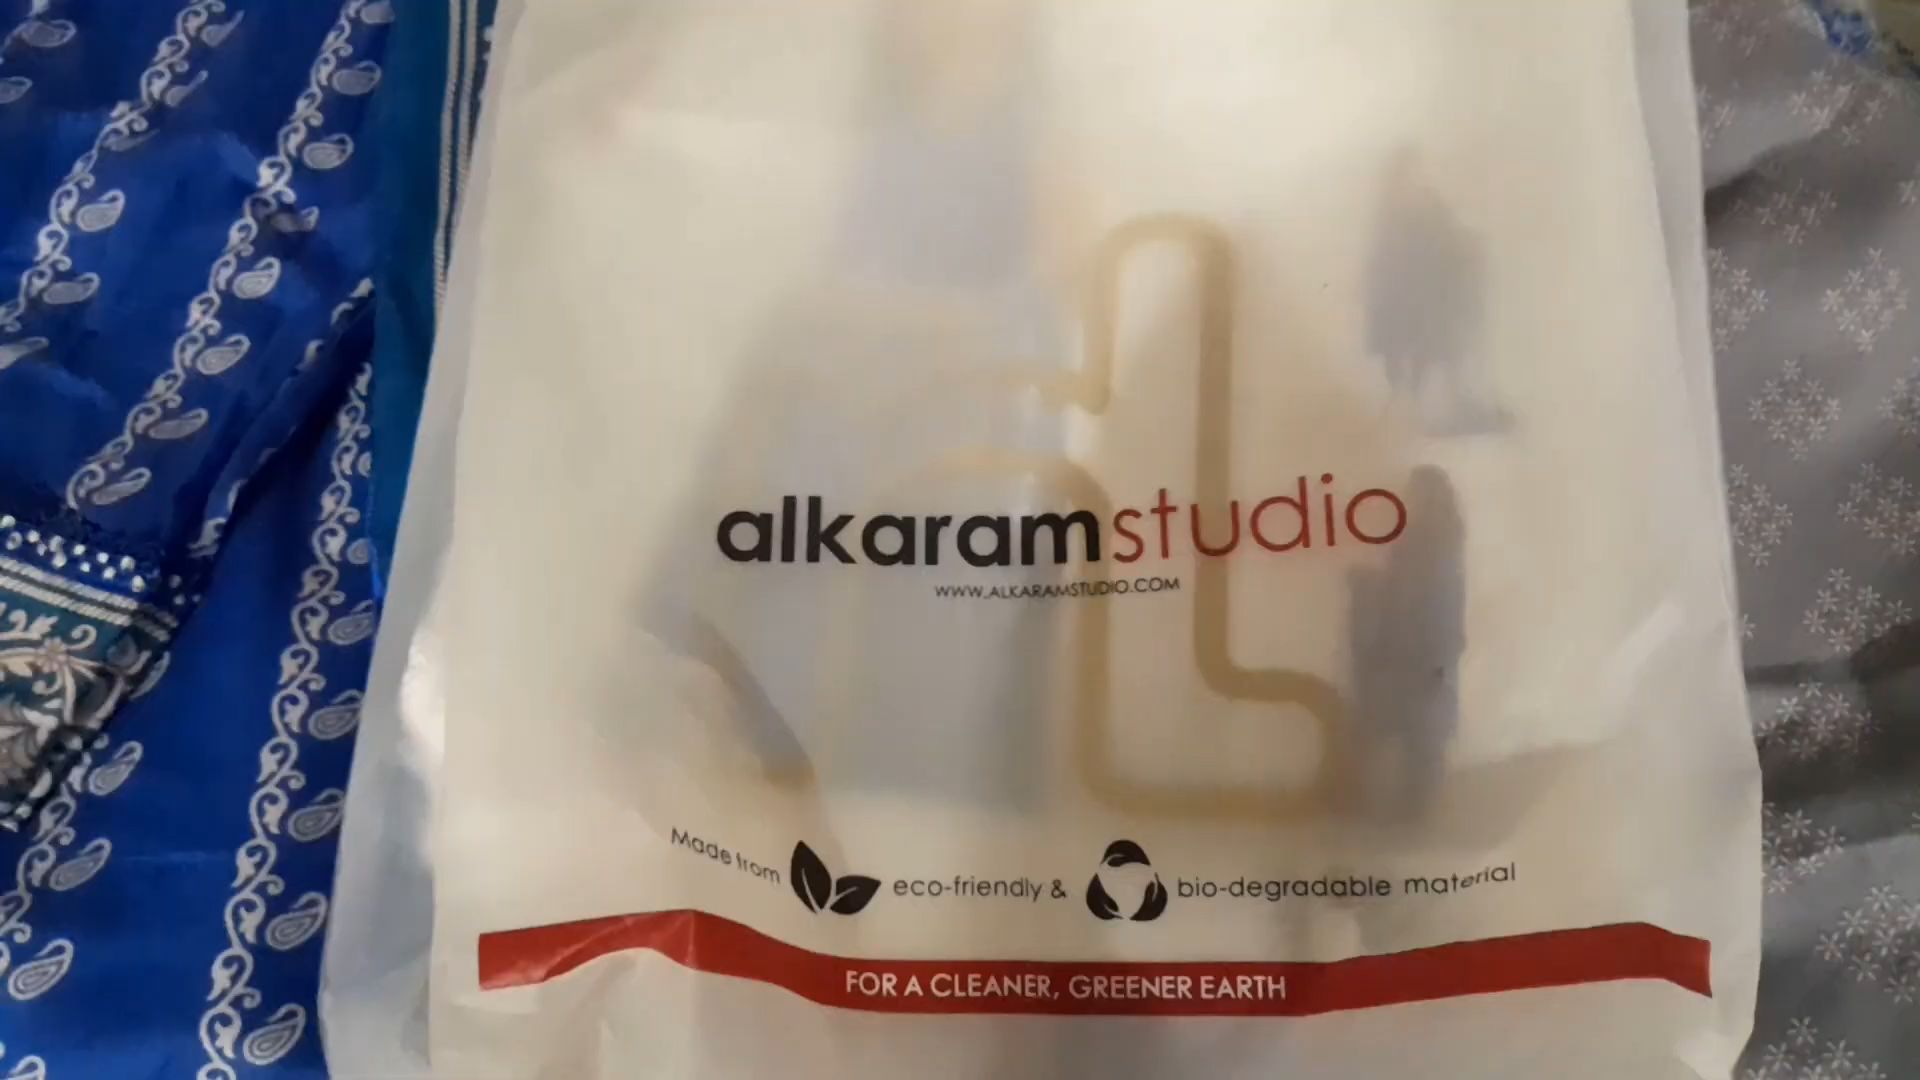 alkaramstudio
WWW.ALKARAMSTUDIO.COM
Made from eco-friendly & bio-degradable material
FOR A CLEANER, GREENER EARTH